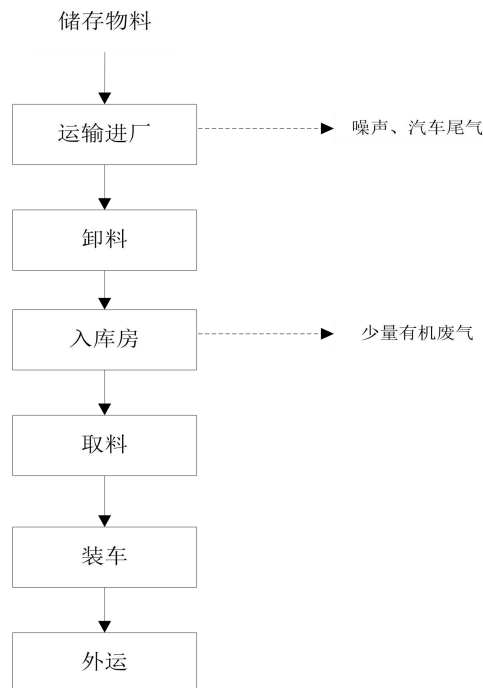 储存物料
运输进厂
噪声、汽车尾气
卸料
入库房
少量有机废气
取料
装车
外运